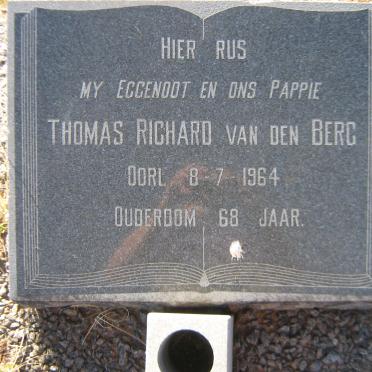 HIER RUS
MY EGGENOOT EN ONS PAPPIE
THOMAS RICHARD VAN DEN BERG
OORL 8-7-1964
OUDERDOM 68 JAAR.